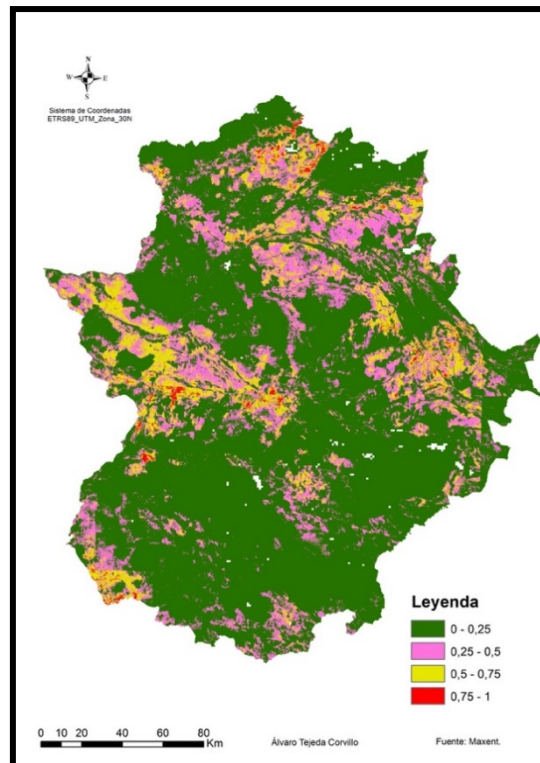 N
W E
S
Sistema de Coordenadas
ETRS89_UTM_Zona_30N
Leyenda
0 - 0,25
0,25 - 0,5
0,5 - 0,75
0,75 - 1
0 10 20 40 60 80
Km
Álvaro Tejeda Corvillo
Fuente: Maxent.